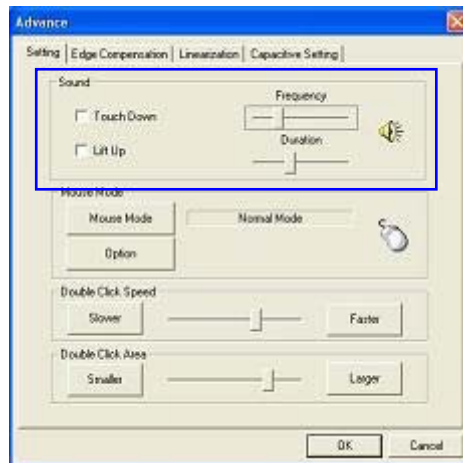 Advance
Setting Edge Compensation Linearization Capacitive Setting
Sound
Frequency
Touch Down
Duration
Lift Up
Mouse Mode
Mouse Mode Normal Mode
Option
Double Click Speed
Slower Faster
Double Click Area
Smaller Larger
OK Cancel